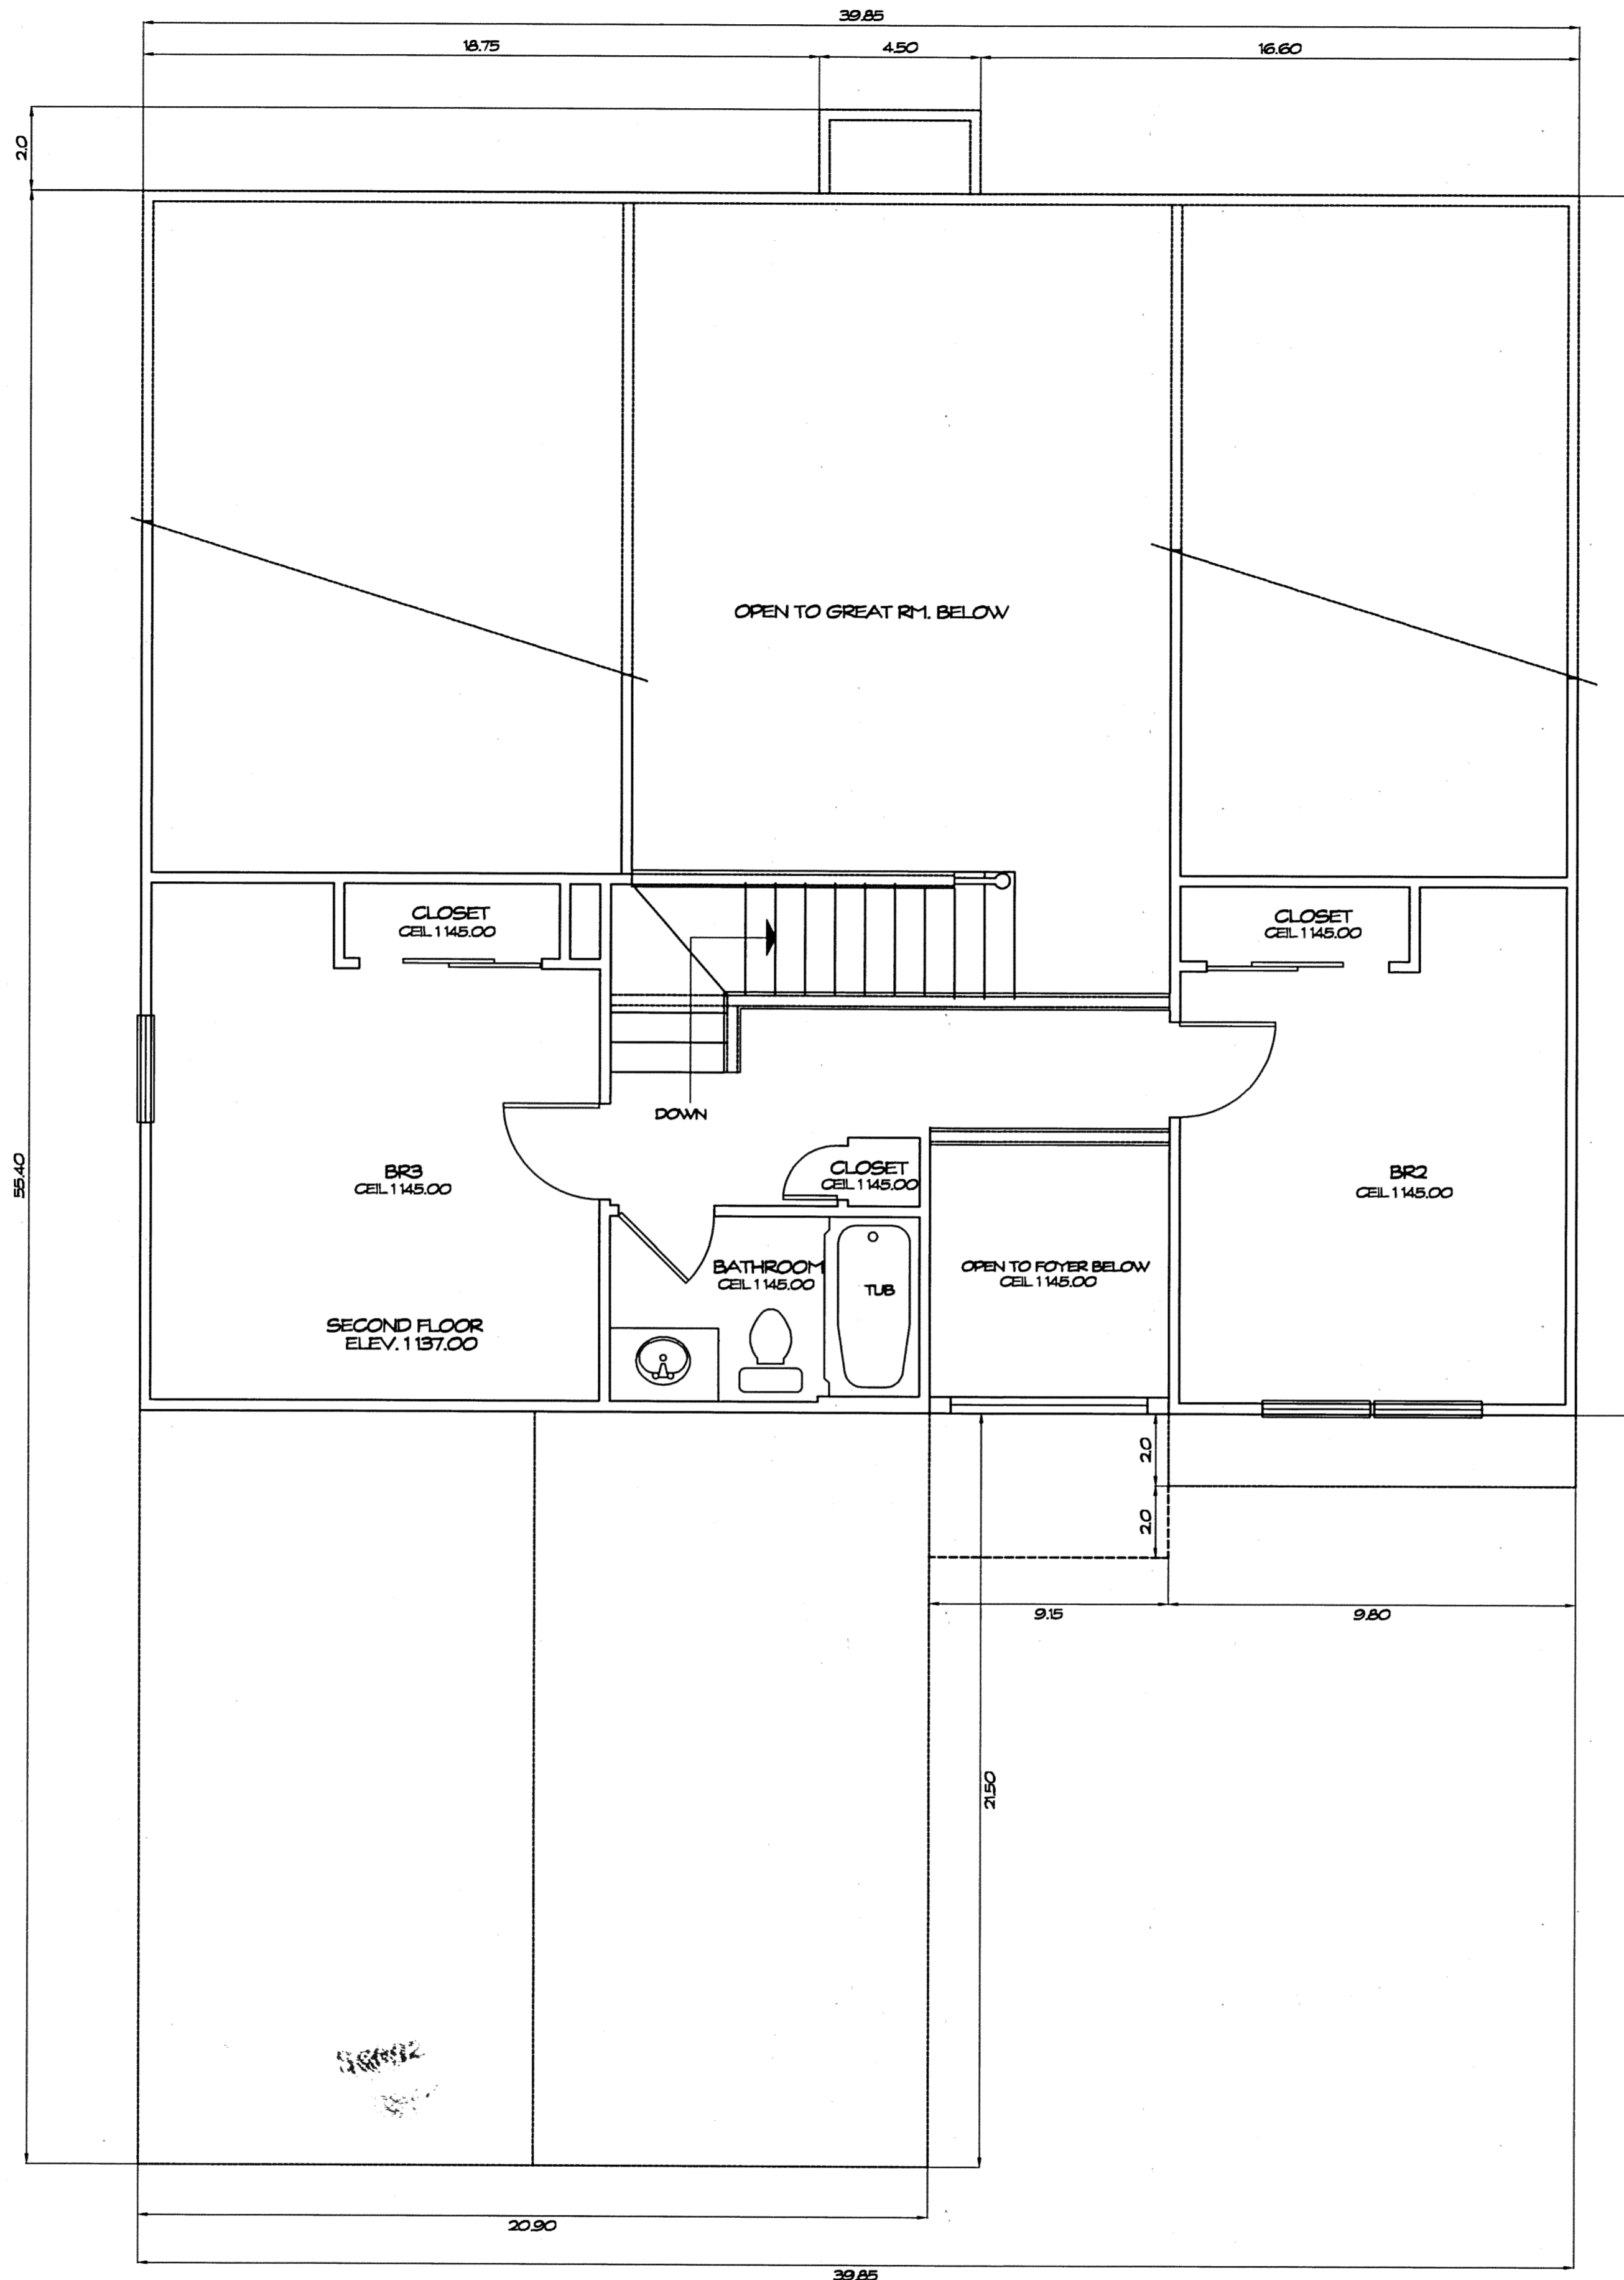 39.85
18.75
4.50
16.60
2.0
OPEN TO GREAT RM. BELOW
CLOSET
CEIL 1145.00
CLOSET
CEIL 1145.00
DOWN
55.40
BR3
CEIL 1145.00
CLOSET
CEIL 1145.00
BR2
CEIL 1145.00
BATHROOM
CEIL 1145.00
TUB
OPEN TO FOYER BELOW
CEIL 1145.00
SECOND FLOOR
ELEV. 1137.00
2.0
2.0
9.15
9.80
21.50
20.90
39.85